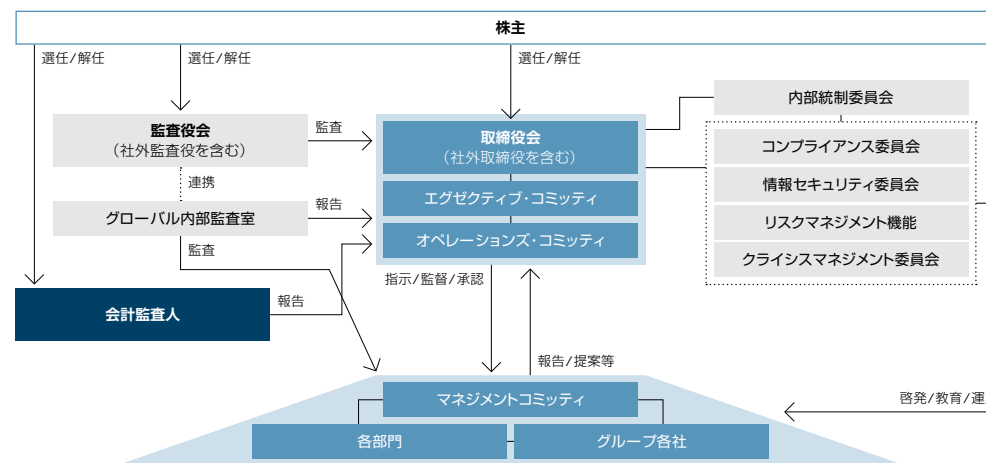 株主
選任/解任
選任/解任
選任/解任
内部統制委員会
監査役会
(社外監査役を含む)
監査
取締役会
(社外取締役を含む)
コンプライアンス委員会
連携
エグゼクティブ・コミッティ
情報セキュリティ委員会
グローバル内部監査室
報告
リスクマネジメント機能
監査
オペレーションズ・コミッティ
クライシスマネジメント委員会
指示/監督/承認
会計監査人
報告
報告/提案等
マネジメントコミッティ
啓発/教育/運
各部門
グループ各社